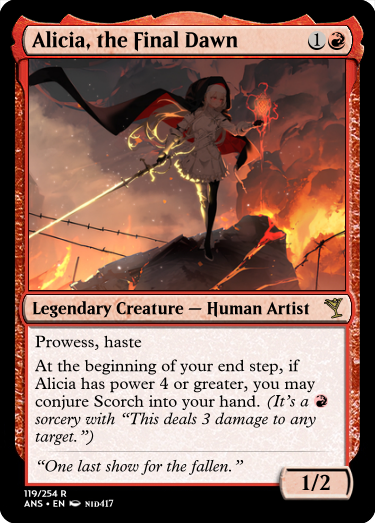 Alicia, the Final Dawn 1
Legendary Creature — Human Artist
Prowess, haste
At the beginning of your end step, if
Alicia has power 4 or greater, you may
conjure Scorch into your hand. (It's a
sorcery with “This deals 3 damage to any
target.”)
“One last show for the fallen.”
1/2
119/254 R
ANS • EN NID417